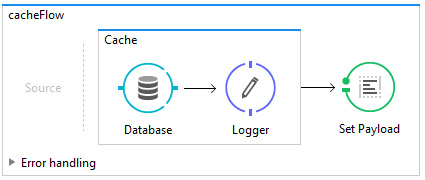 cacheFlow
Cache
Source
Database
Logger
Set Payload
Error handling